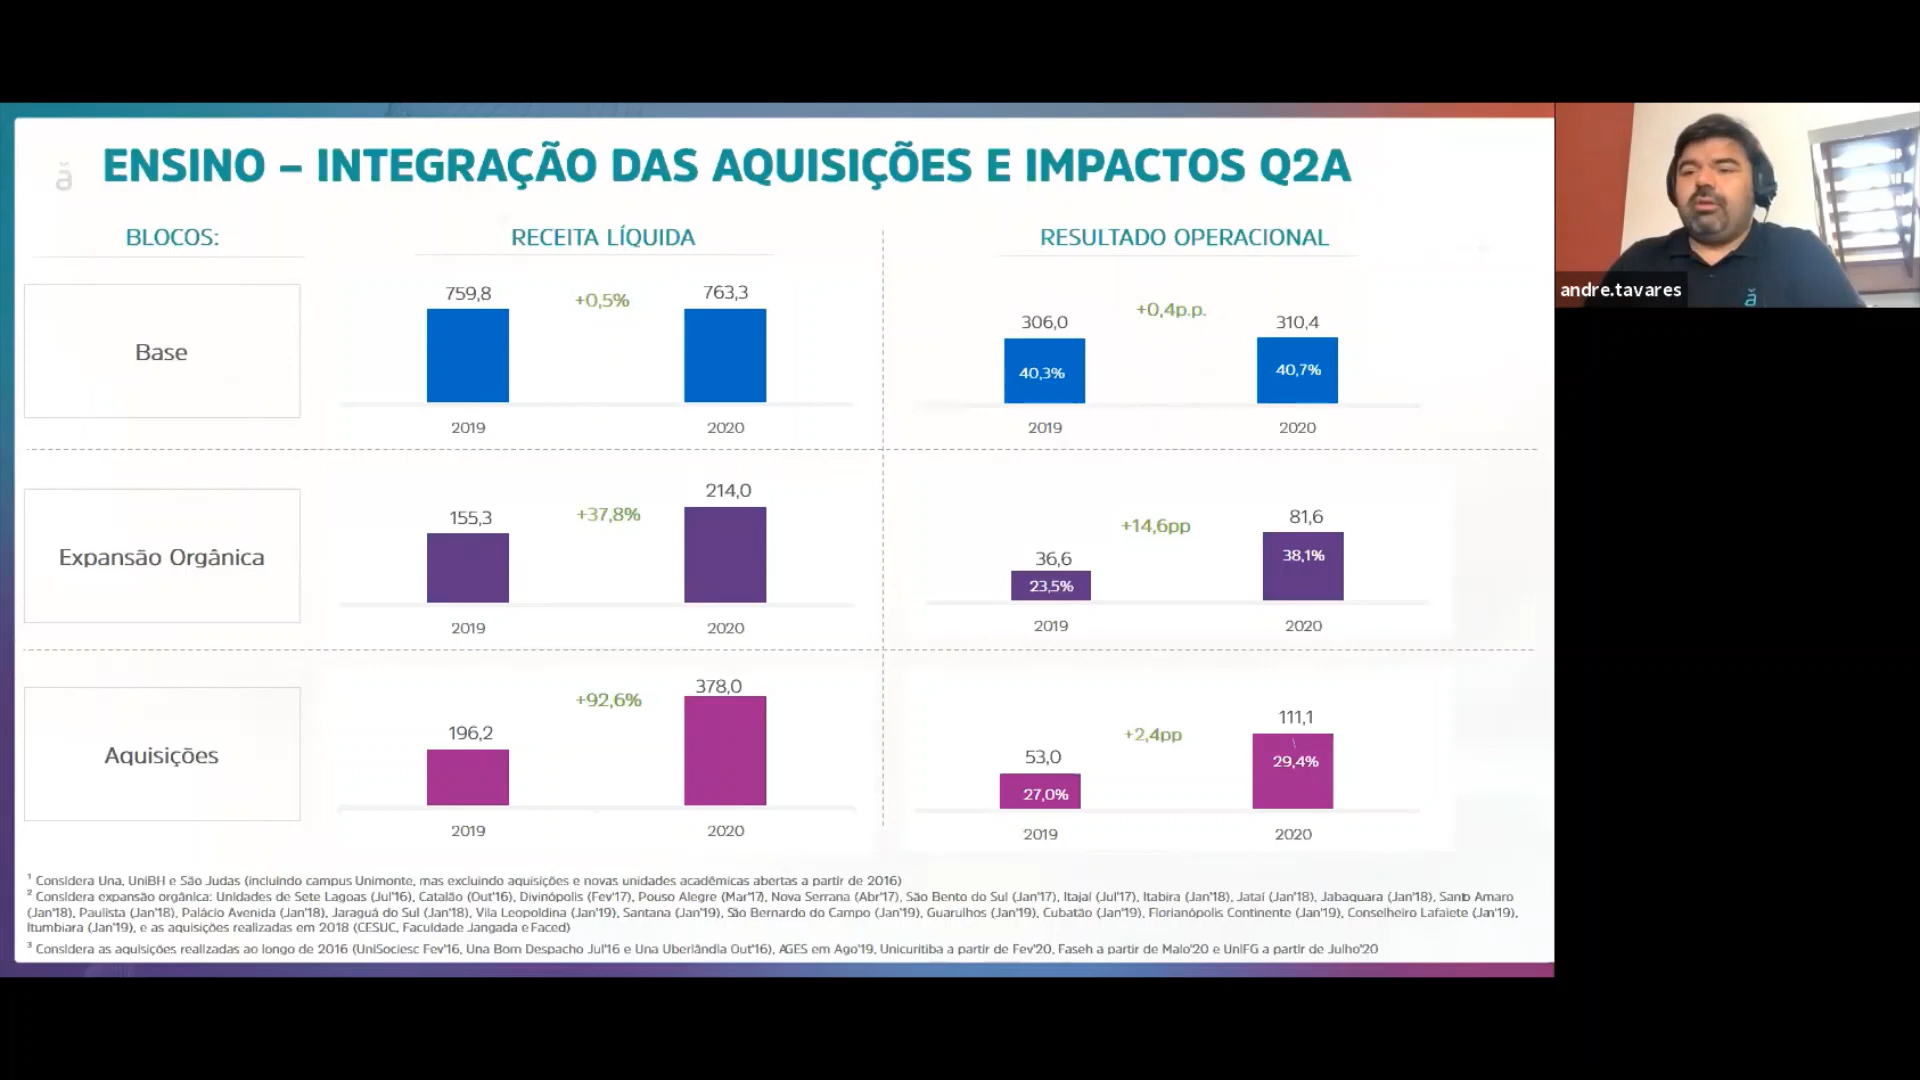 ă
ENSINO – INTEGRAÇÃO DAS AQUISIÇÕES E IMPACTOS Q2A
BLOCOS:
RECEITA LÍQUIDA
RESULTADO OPERACIONAL
Base
759,8
+0,5%
763,3
2019
2020
306,0
+0,4p.p.
310,4
40,3%
40,7%
2019
2020
Expansão Orgânica
155,3
+37,8%
214,0
2019
2020
36,6
+14,6pp
81,6
23,5%
38,1%
2019
2020
Aquisições
196,2
+92,6%
378,0
2019
2020
53,0
+2,4pp
111,1
27,0%
29,4%
2019
2020
¹ Considera Una, UniBH e São Judas (incluindo campus Unimonte, mas excluindo aquisições e novas unidades acadêmicas abertas a partir de 2016)
² Considera expansão orgânica: Unidades de Sete Lagoas (Jul'16), Catalão (Out'16), Divinópolis (Fev'17), Pouso Alegre (Mar'17), Nova Serrana (Abr'17), São Bento do Sul (Jan'17), Itajaí (Jul'17), Itabira (Jan'18), Jataí (Jan'18), Jabaquara (Jan'18), Santo Amaro
(Jan'18), Paulista (Jan'18), Palácio Avenida (Jan'18), Jaraguá do Sul (Jan'18), Vila Leopoldina (Jan'19), Santana (Jan'19), São Bernardo do Campo (Jan'19), Guarulhos (Jan'19), Cubatão (Jan'19), Florianópolis Continente (Jan'19), Conselheiro Lafaiete (Jan'19),
Itumbiara (Jan'19), e as aquisições realizadas em 2018 (CESUC, Faculdade Jangada e Faced)
³ Considera as aquisições realizadas ao longo de 2016 (UniSociesc Fev'16, Una Bom Despacho Jul'16 e Una Uberlândia Out'16), AGES em Ago'19, Unicuritiba a partir de Fev'20, Faseh a partir de Maio'20 e UniFG a partir de Julho'20
andre.tavares
ă